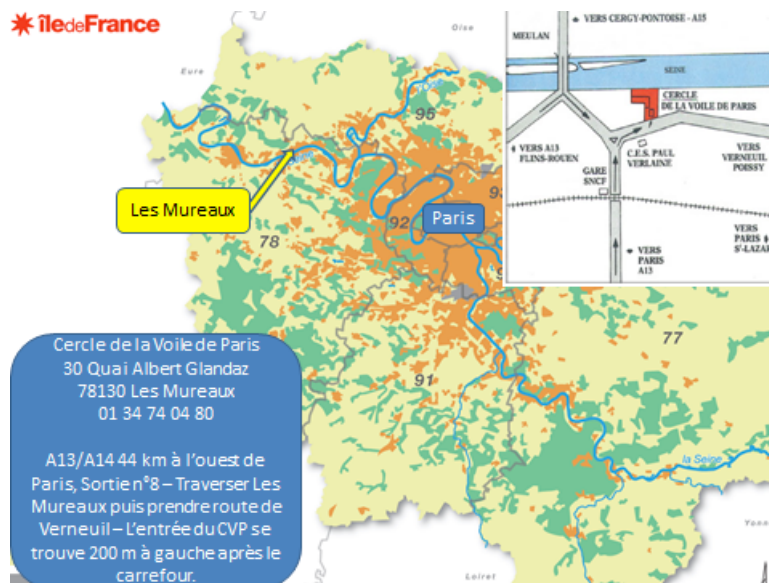 îledeFrance
Oise
Eure
l'Oise
95
Seine
Les Mureaux
93
92
Paris
78
77
91
la Seine
Yonn
Loiret
VERS CERGY-PONTOISE - A15
MEULAN
SEINE
CERCLE
DE LA VOILE DE PARIS
VERS A13
FLINS-ROUEN
C.E.S. PAUL
VERLAINE
VERS
VERNEUIL
POISSY
GARE
SNCF
VERS
PARIS
S'-LAZAR
VERS
PARIS
A13
Cercle de la Voile de Paris
30 Quai Albert Glandaz
78130 Les Mureaux
01 34 74 04 80
A13/A14 44 km à l'ouest de
Paris, Sortie n°8 – Traverser Les
Mureaux puis prendre route de
Verneuil – L'entrée du CVP se
trouve 200 m à gauche après le
carrefour.